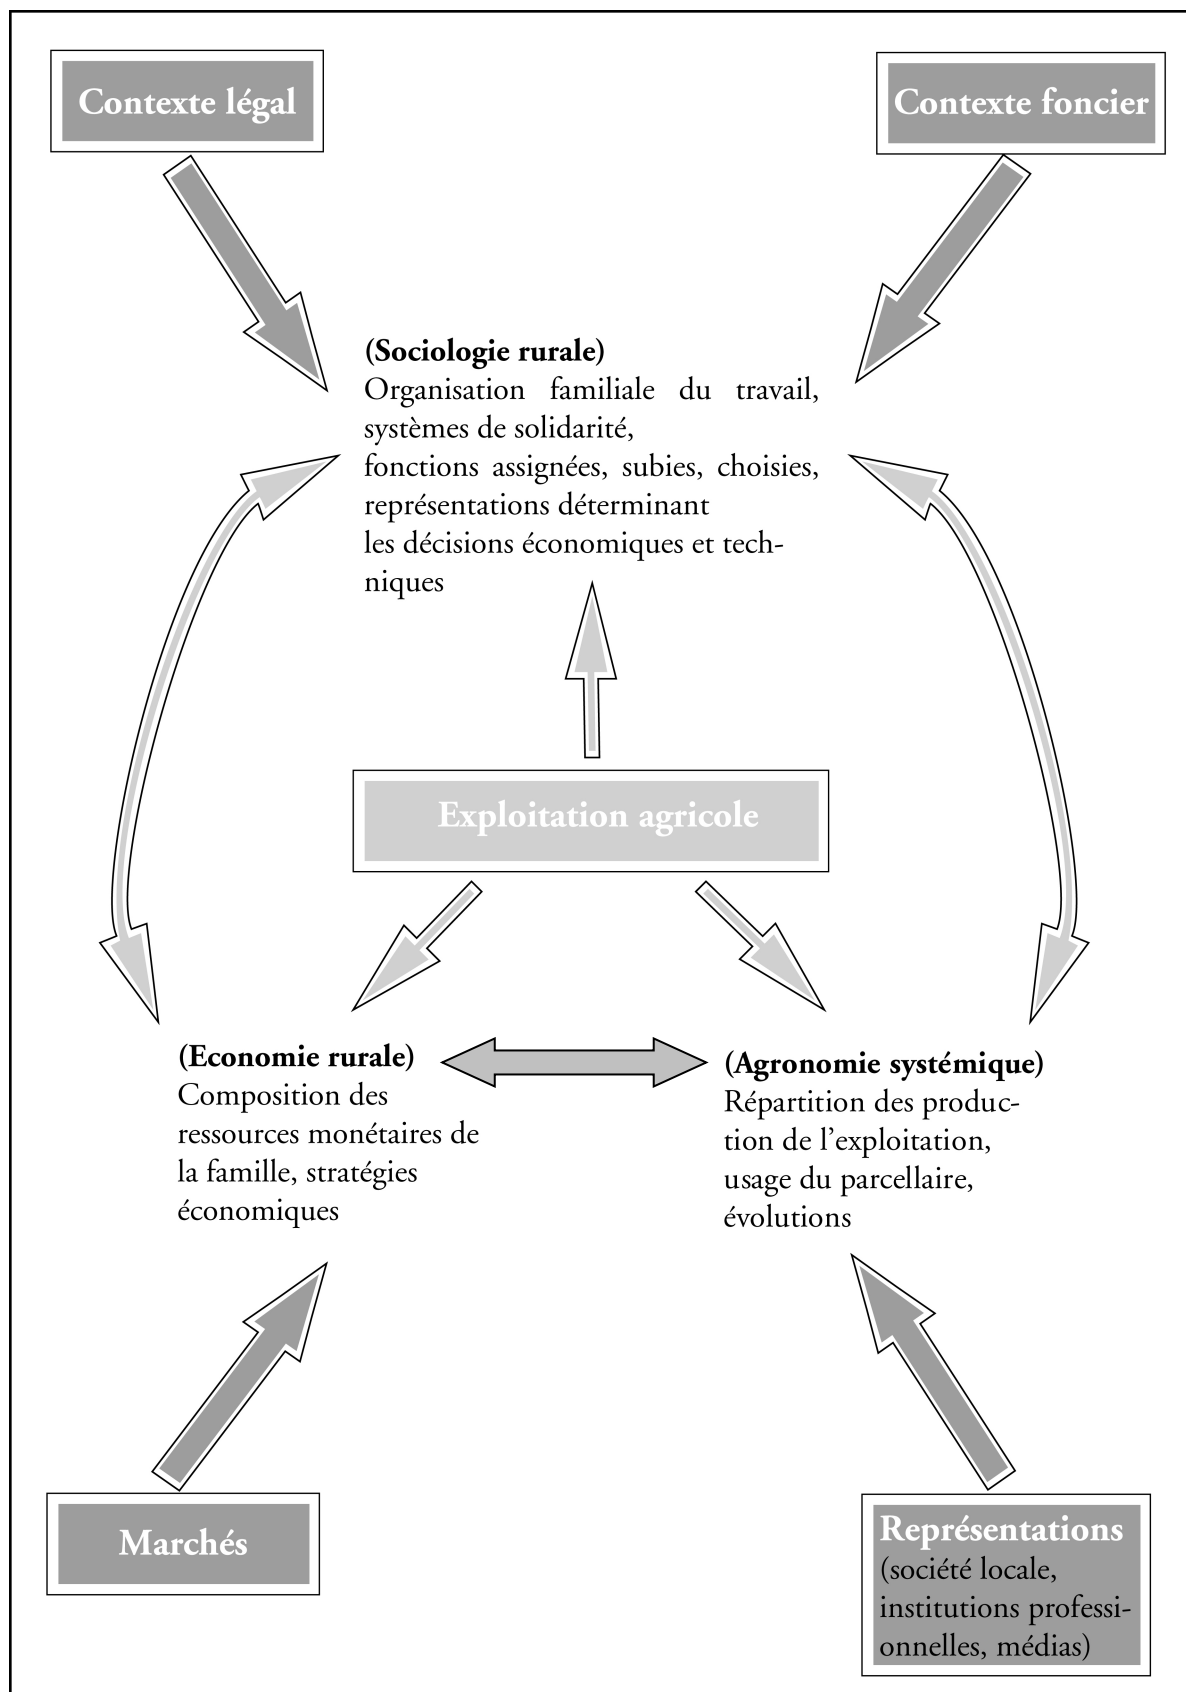 Contexte légal
Contexte foncier
(Sociologie rurale)
Organisation familiale du travail,
systèmes de solidarité,
fonctions assignées, subies, choisies,
représentations déterminant
les décisions économiques et tech-
niques
Exploitation agricole
(Economie rurale)
Composition des
ressources monétaires de
la famille, stratégies
économiques
(Agronomie systémique)
Répartition des produc-
tion de l’exploitation,
usage du parcellaire,
évolutions
Marchés
Représentations
(société locale,
institutions professi-
onnelles, médias)